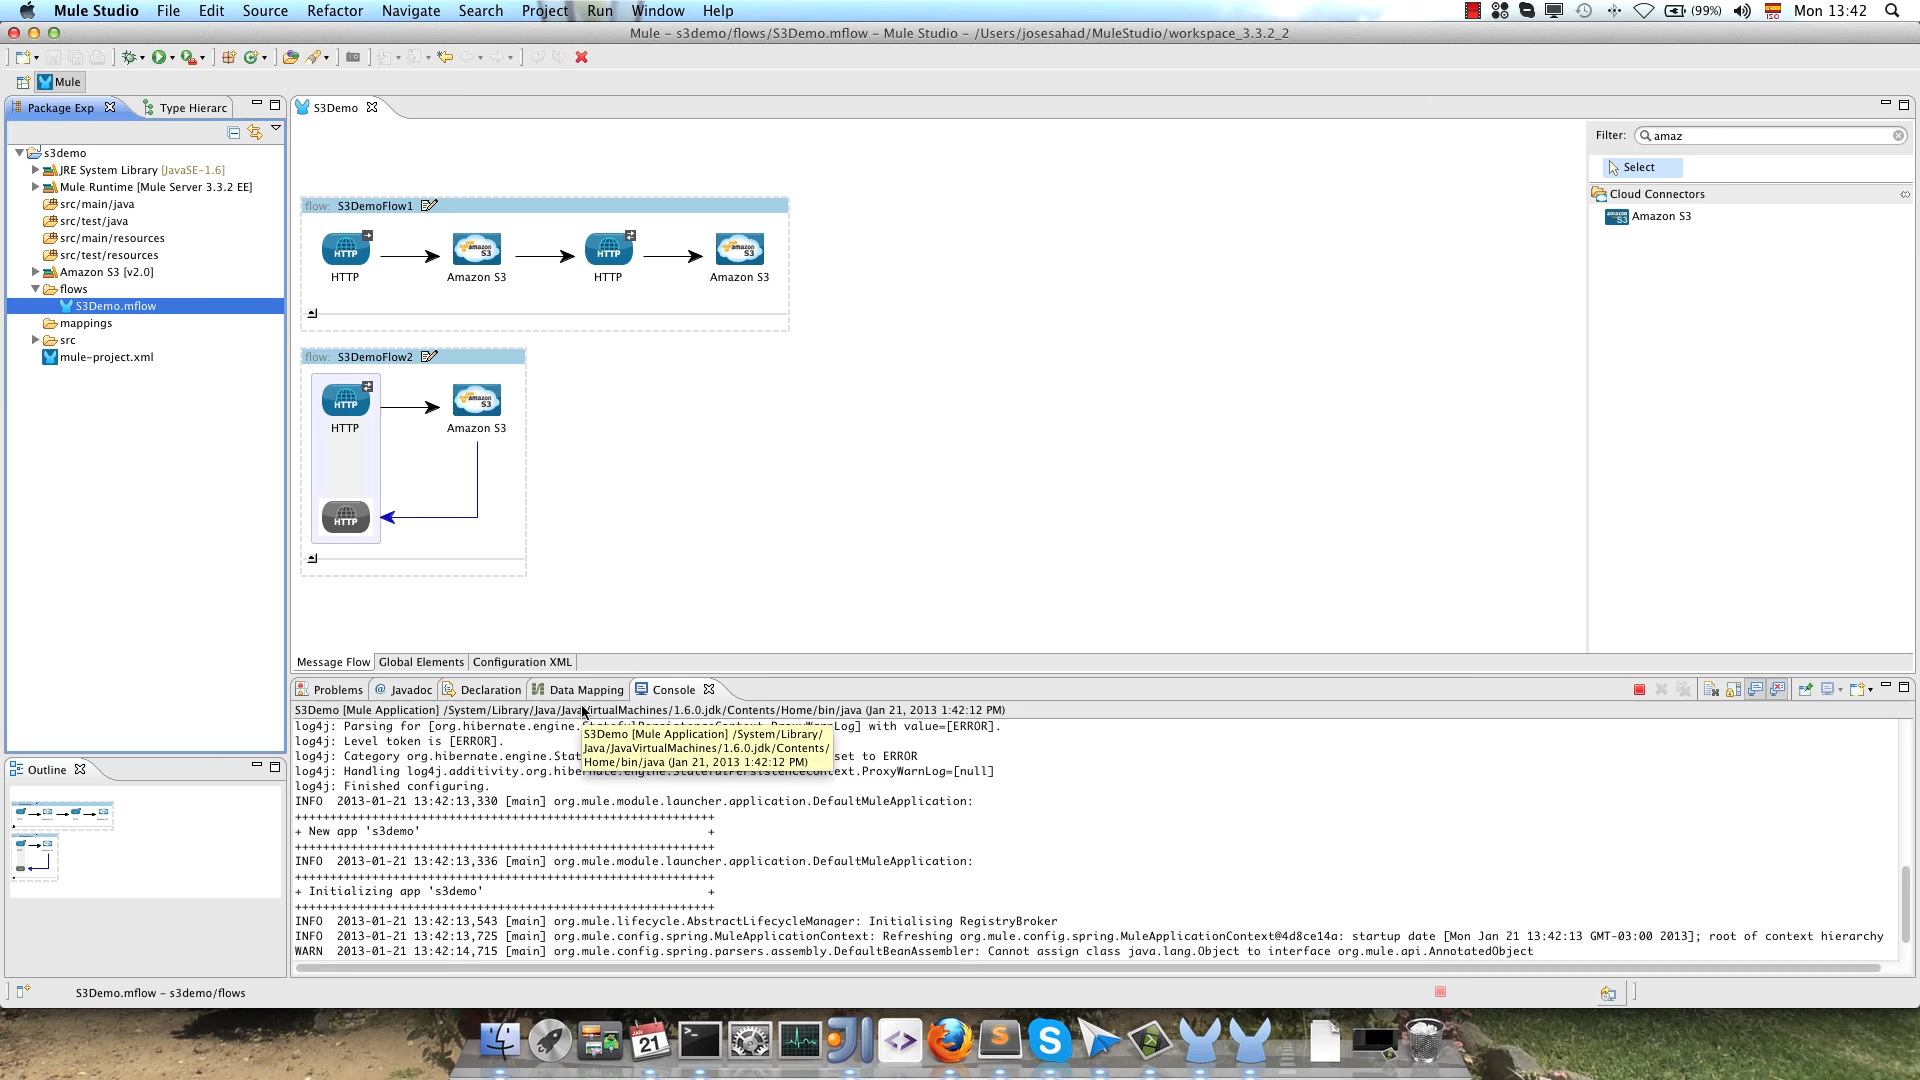 Mule Studio File Edit Source Refactor Navigate Search Project Run Window Help (99%) ISO Mon 13:42
Mule – s3demo/flows/S3Demo.mflow – Mule Studio – /Users/josesahad/MuleStudio/workspace_3.3.2_2
Mule
Package Exp Type Hierarc
s3demo
JRE System Library [JavaSE-1.6]
Mule Runtime [Mule Server 3.3.2 EE]
src/main/java
src/test/java
src/main/resources
src/test/resources
Amazon S3 [v2.0]
flows
S3Demo.mflow
mappings
src
mule-project.xml
S3Demo
flow: S3DemoFlow1
HTTP amazon S3 HTTP amazon S3
HTTP Amazon S3 HTTP Amazon S3
flow: S3DemoFlow2
HTTP amazon S3
HTTP Amazon S3
HTTP
Filter: amaz
Select
Cloud Connectors
Amazon S3
Message Flow Global Elements Configuration XML
Problems @ Javadoc Declaration Data Mapping Console
S3Demo [Mule Application] /System/Library/Java/JavaVirtualMachines/1.6.0.jdk/Contents/Home/bin/java (Jan 21, 2013 1:42:12 PM)
log4j: Parsing for [org.hibernate.engine.StatefulPersistenceContext.ProxyWarnLog] with value=[ERROR].
log4j: Level token is [ERROR].
log4j: Category org.hibernate.engine.Stat set to ERROR
log4j: Handling log4j.additivity.org.hibernate.engine.StatefulPersistenceContext.ProxyWarnLog=[null]
log4j: Finished configuring.
S3Demo [Mule Application] /System/Library/
Java/JavaVirtualMachines/1.6.0.jdk/Contents/
Home/bin/java (Jan 21, 2013 1:42:12 PM)
INFO 2013-01-21 13:42:13,330 [main] org.mule.module.launcher.application.DefaultMuleApplication:
++++++++++++++++++++++++++++++++++++++++++++++++++++++++++++
+ New app 's3demo' +
++++++++++++++++++++++++++++++++++++++++++++++++++++++++++++
INFO 2013-01-21 13:42:13,336 [main] org.mule.module.launcher.application.DefaultMuleApplication:
++++++++++++++++++++++++++++++++++++++++++++++++++++++++++++
+ Initializing app 's3demo' +
++++++++++++++++++++++++++++++++++++++++++++++++++++++++++++
INFO 2013-01-21 13:42:13,543 [main] org.mule.lifecycle.AbstractLifecycleManager: Initialising RegistryBroker
INFO 2013-01-21 13:42:13,725 [main] org.mule.config.spring.MuleApplicationContext: Refreshing org.mule.config.spring.MuleApplicationContext@4d8ce14a: startup date [Mon Jan 21 13:42:13 GMT-03:00 2013]; root of context hierarchy
WARN 2013-01-21 13:42:14,715 [main] org.mule.config.spring.parsers.assembly.DefaultBeanAssembler: Cannot assign class java.lang.Object to interface org.mule.api.AnnotatedObject
Outline
S3Demo.mflow – s3demo/flows
JAN
21